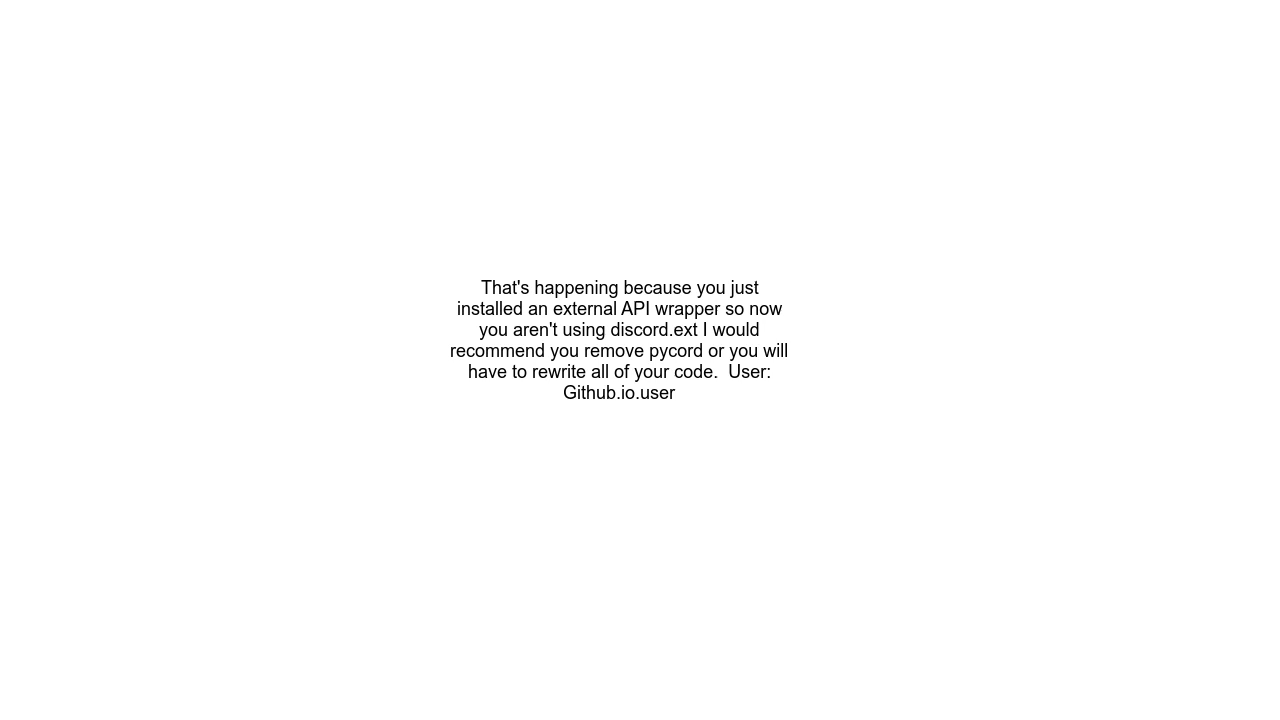 That's happening because you just
installed an external API wrapper so now
you aren't using discord.ext I would
recommend you remove pycord or you will
have to rewrite all of your code.  User:
Github.io.user